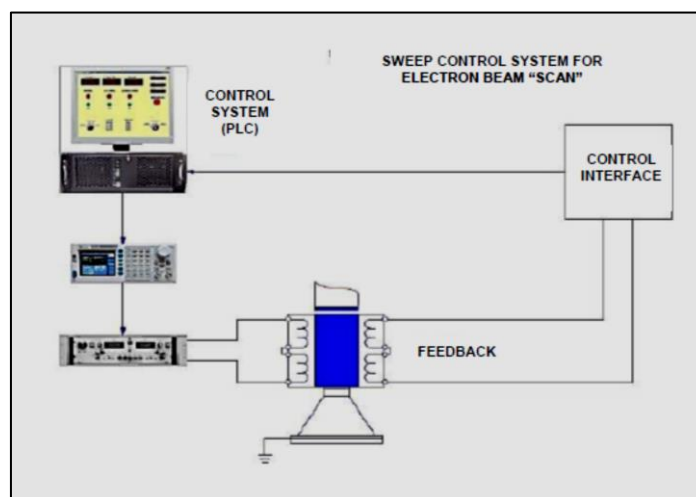 SWEEP CONTROL SYSTEM FOR
ELECTRON BEAM “SCAN”
CONTROL
SYSTEM
(PLC)
CONTROL
INTERFACE
FEEDBACK